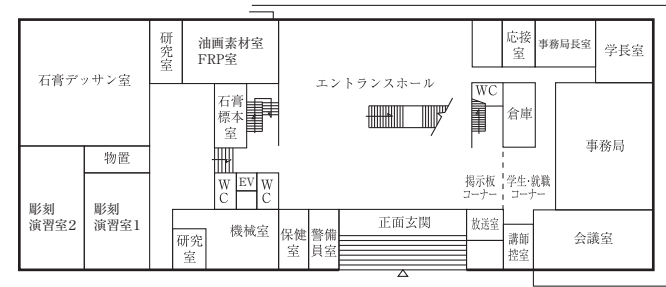 石膏デッサン室
研究室
油画素材室
FRP室
エントランスホール
応接室
事務局長室
学長室
石膏標本室
WC
倉庫
事務局
物置
彫刻
演習室2
彫刻
演習室1
WC
EV
WC
掲示板
コーナー
学生・就職
コーナー
研究室
機械室
保健室
警備員室
正面玄関
放送室
講師控室
会議室